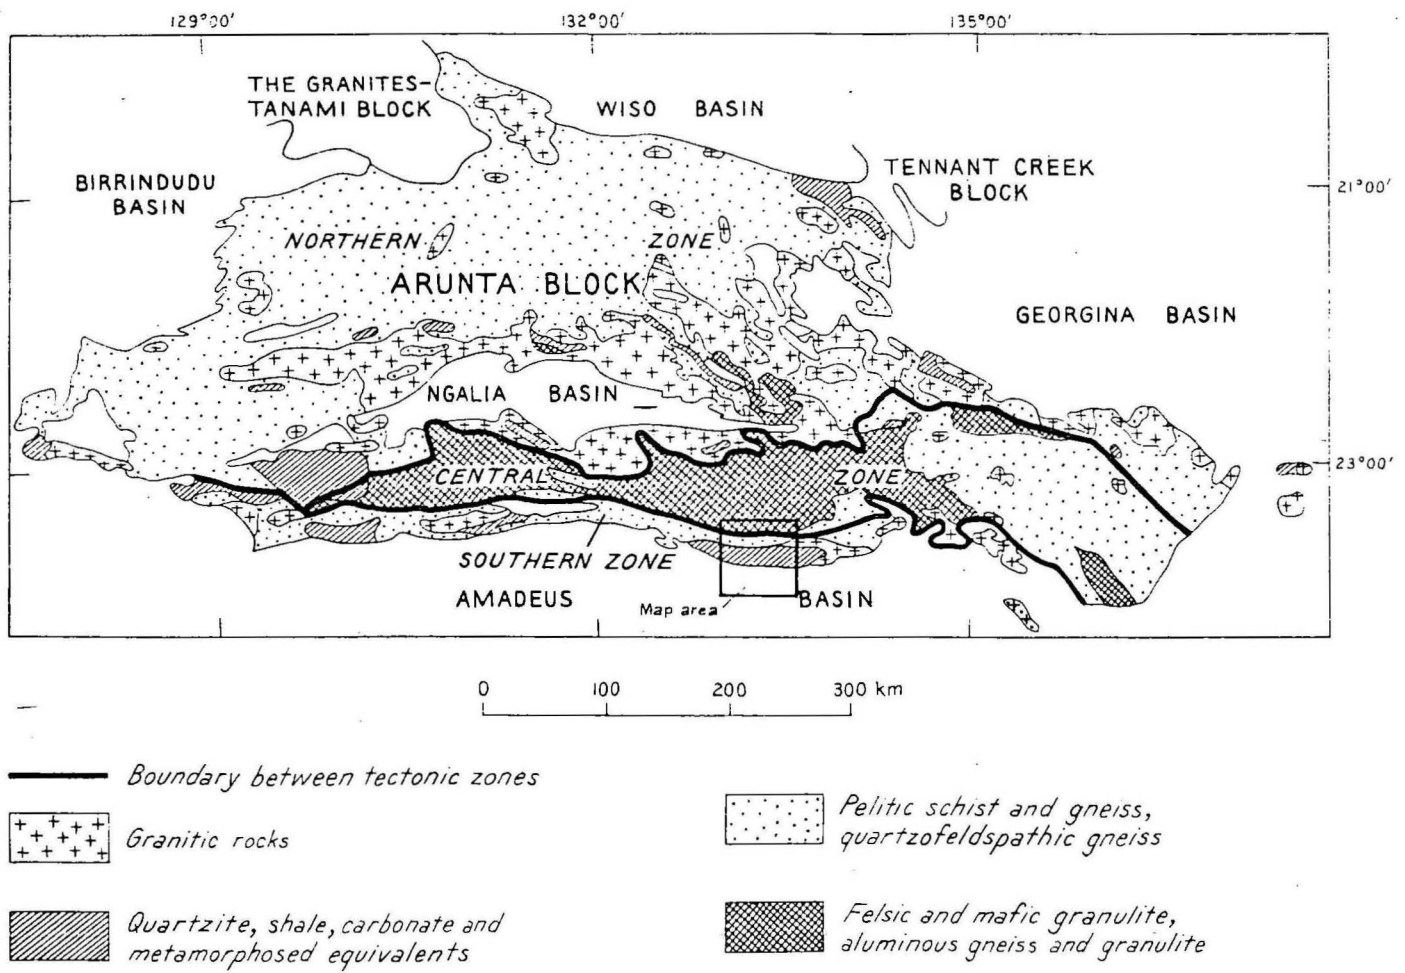 129°00'
132°00'
135°00'
THE GRANITES-
TANAMI BLOCK
WISO BASIN
TENNANT CREEK
BLOCK
BIRRINDUDU
BASIN
21°00'
NORTHERN ZONE
ARUNTA BLOCK
GEORGINA BASIN
NGALIA BASIN
CENTRAL ZONE
23°00'
SOUTHERN ZONE
AMADEUS BASIN
Map area
0 100 200 300 km
Boundary between tectonic zones
Granitic rocks
Quartzite, shale, carbonate and
metamorphosed equivalents
Pelitic schist and gneiss,
quartzofeldspathic gneiss
Felsic and mafic granulite,
aluminous gneiss and granulite